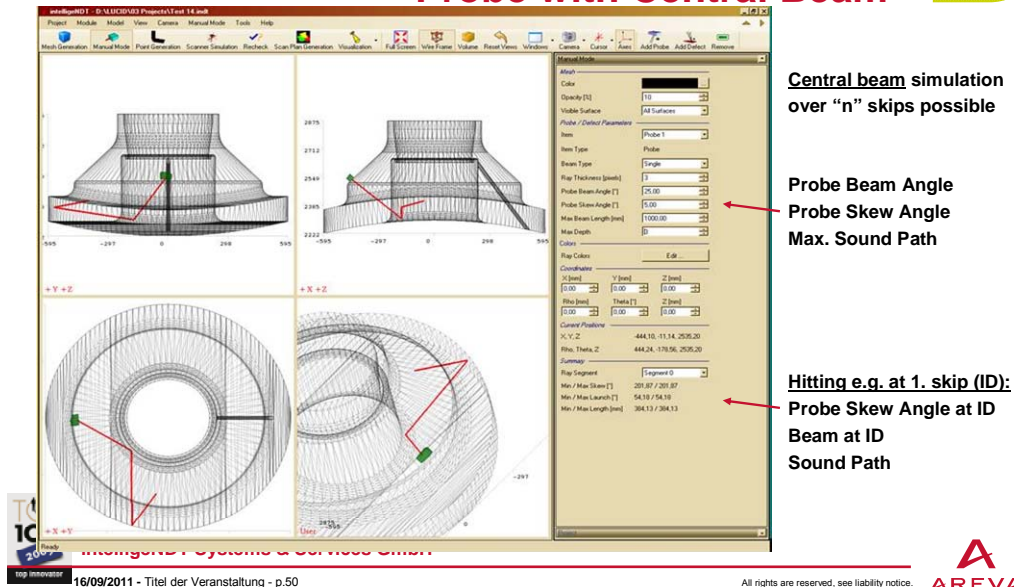 Probe with Central Beam
intelligeNDT - D:\LUCID\03 Projects\Test 14.indt
Project Module Model View Camera Manual Mode Tools Help
Mesh Generation Manual Mode Point Generation Scanner Simulation Recheck Scan Plan Generation Visualization Full Screen Wire Frame Volume Reset Views Windows Camera Cursor Axes Add Probe Add Defect Remove
Manual Mode
Mesh
Color
Opacity [%] 10
Visible Surface All Surfaces
Probe / Defect Parameters
Item Probe 1
Item Type Probe
Beam Type Single
Ray Thickness [pixels] 3
Probe Beam Angle [°] 25,00
Probe Skew Angle [°] 5,00
Max Beam Length [mm] 1000,00
Max Depth 0
Colors
Ray Colors Edit ...
Coordinates
X [mm] Y [mm] Z [mm]
0,00 0,00 0,00
Rho [mm] Theta [°] Z [mm]
0,00 0,00 0,00
Current Positions
X, Y, Z -444,10, -11,14, 2535,20
Rho, Theta, Z 444,24, -178,56, 2535,20
Summary
Ray Segment Segment 0
Min / Max Skew [°] 201,87 / 201,87
Min / Max Launch [°] 54,18 / 54,18
Min / Max Length [mm] 384,13 / 384,13
-595 -297 0 298 595
+Y +Z
2875
2712
2549
2385
2222
-595 -297 0 298 595
+X +Z
+X +Y
-297
0
2875
-595
User
Project
Ready
Central beam simulation
over “n” skips possible
Probe Beam Angle
Probe Skew Angle
Max. Sound Path
Hitting e.g. at 1. skip (ID):
Probe Skew Angle at ID
Beam at ID
Sound Path
intelligeNDT Systems & Services GmbH
top innovator
16/09/2011 - Titel der Veranstaltung - p.50
All rights are reserved, see liability notice.
AREVA